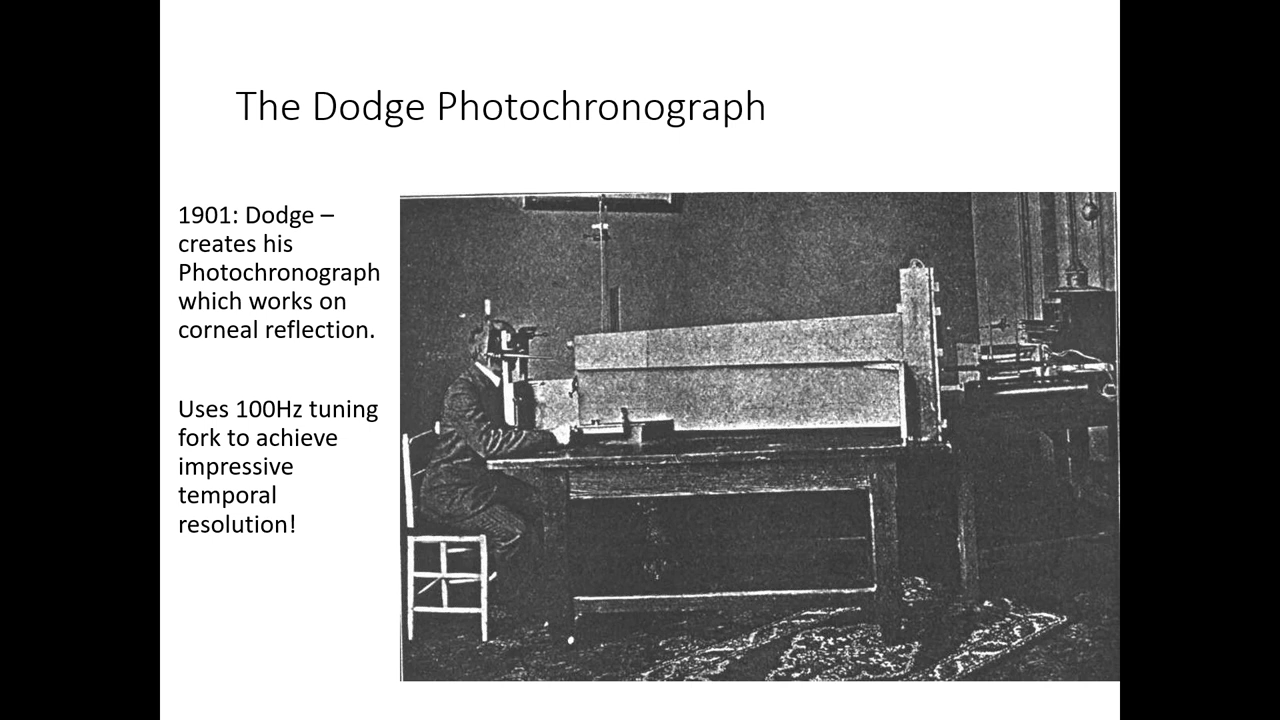 The Dodge Photochronograph
1901: Dodge –
creates his
Photochronograph
which works on
corneal reflection.
Uses 100Hz tuning
fork to achieve
impressive
temporal
resolution!